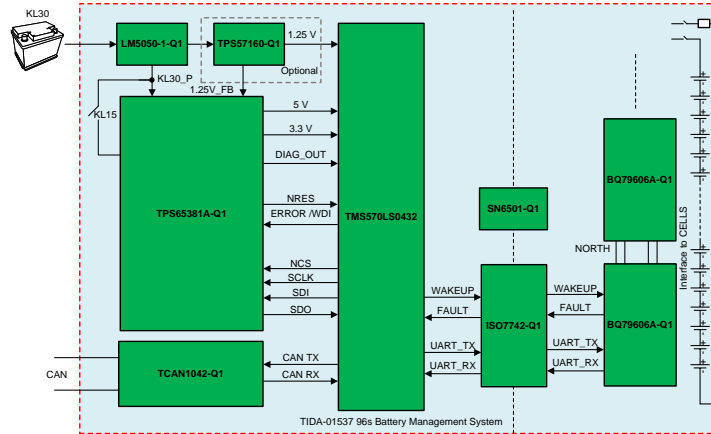 KL30
LM5050-1-Q1
TPS57160-Q1
1.25 V
Optional
KL30_P
1.25V_FB
KL15
5 V
3.3 V
DIAG_OUT
NRES
ERROR /WDI
TPS65381A-Q1
TMS570LS0432
NCS
SCLK
SDI
SDO
SN6501-Q1
BQ79606A-Q1
NORTH
Interface to CELLS
WAKEUP
FAULT
ISO7742-Q1
WAKEUP
FAULT
BQ79606A-Q1
UART_TX
UART_RX
UART_TX
UART_RX
CAN
TCAN1042-Q1
CAN TX
CAN RX
TIDA-01537 96s Battery Management System